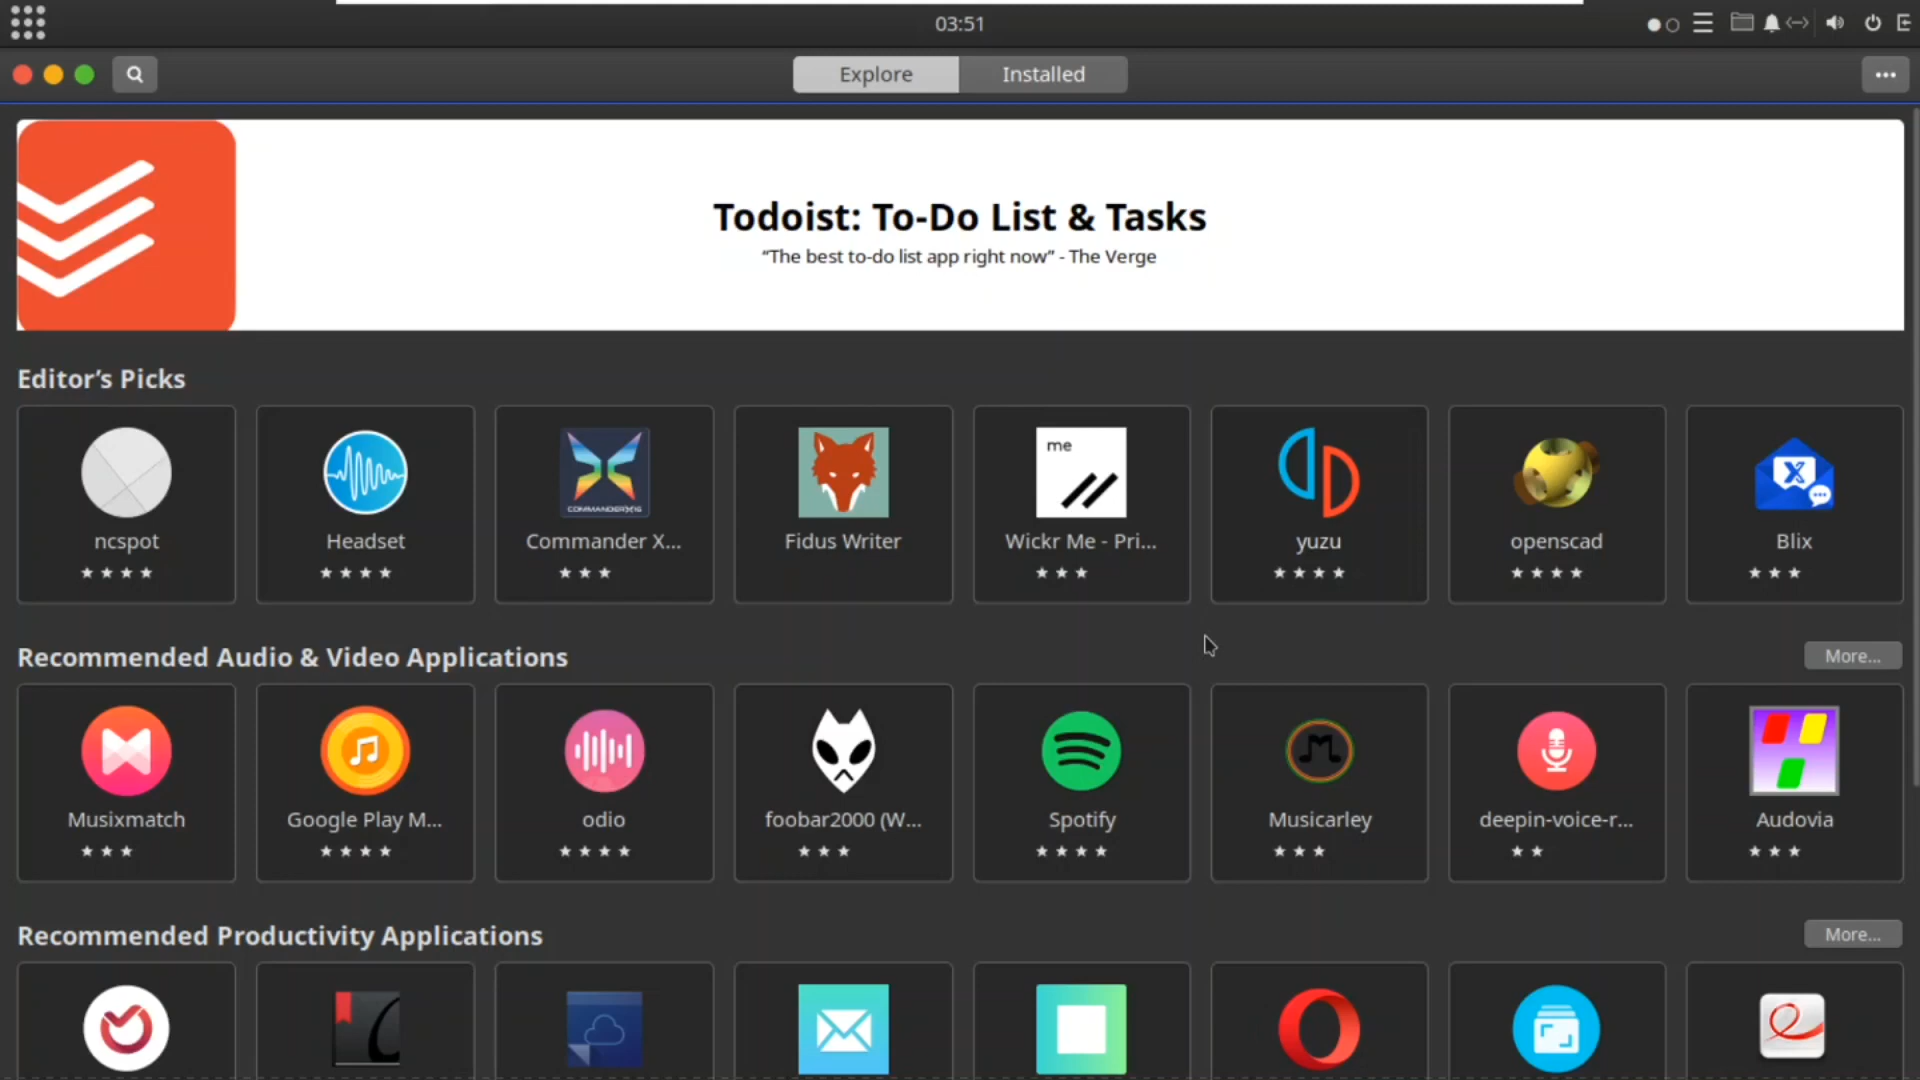 03:51
Explore
Installed
Todoist: To-Do List & Tasks
“The best to-do list app right now” - The Verge
Editor’s Picks
ncspot
Headset
COMMANDERX16
Commander X...
Fidus Writer
me
Wickr Me - Pri...
yuzu
openscad
X
Blix
Recommended Audio & Video Applications
More...
Musixmatch
Google Play M...
odio
foobar2000 (W...
Spotify
Musicarley
deepin-voice-r...
Audovia
Recommended Productivity Applications
More...